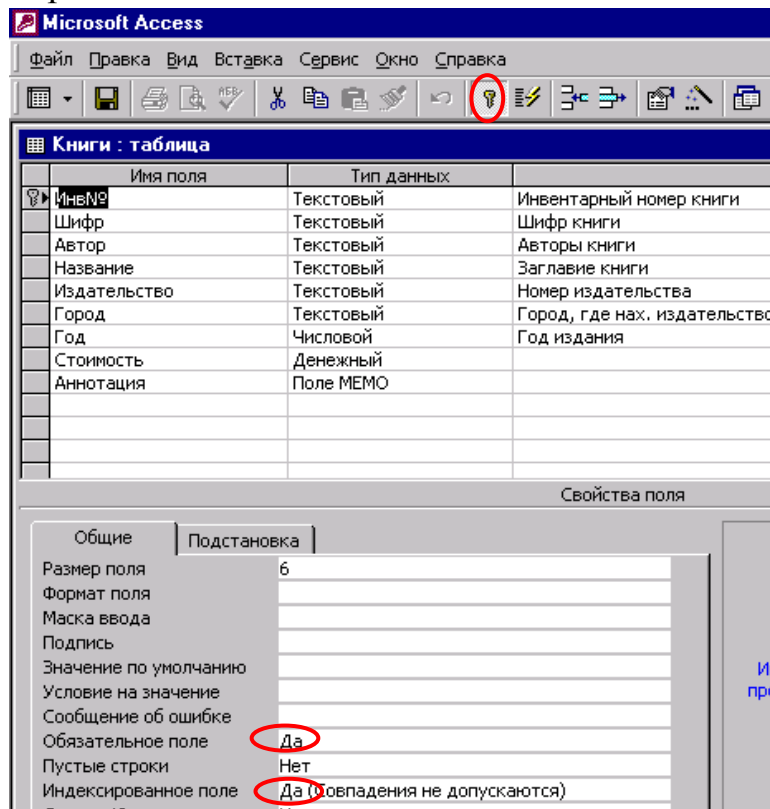 Microsoft Access
Файл Правка Вид Вставка Сервис Окно Справка
Книги : таблица
Имя поля Тип данных
ИнвNº Текстовый Инвентарный номер книги
Шифр Текстовый Шифр книги
Автор Текстовый Авторы книги
Название Текстовый Заглавие книги
Издательство Текстовый Номер издательства
Город Текстовый Город, где нах. издательство
Год Числовой Год издания
Стоимость Денежный
Аннотация Поле МЕМО
Свойства поля
Общие Подстановка
Размер поля 6
Формат поля
Маска ввода
Подпись
Значение по умолчанию
Условие на значение
Сообщение об ошибке
Обязательное поле Да
Пустые строки Нет
Индексированное поле Да (Совпадения не допускаются)